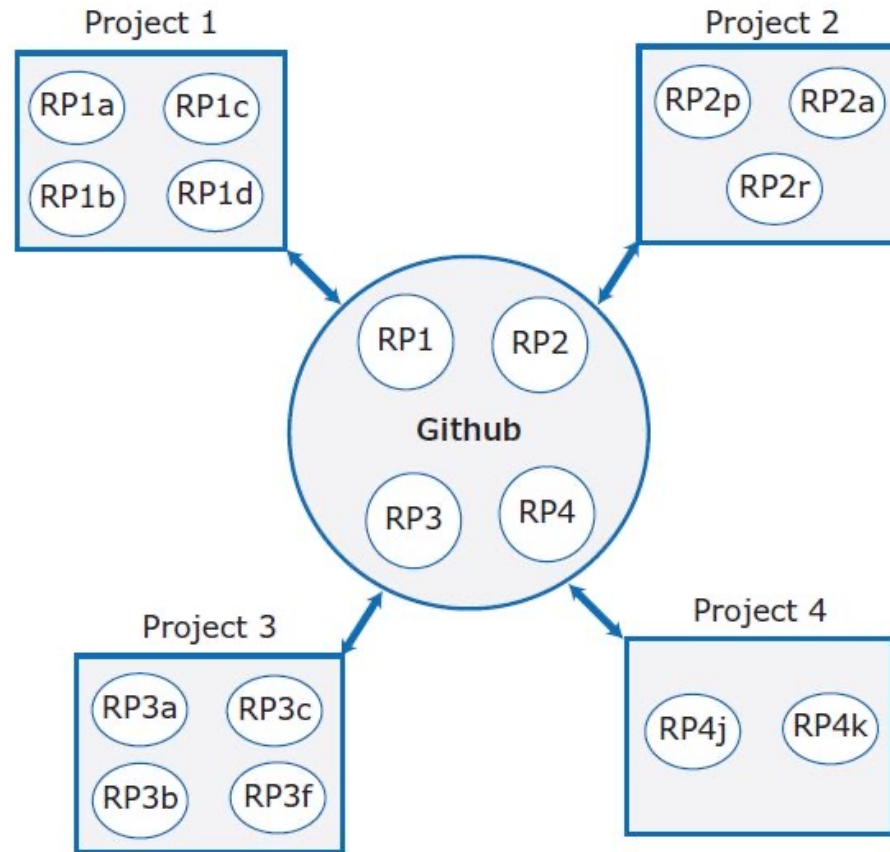 Project 1
RP1a
RP1c
RP1b
RP1d
Project 2
RP2p
RP2a
RP2r
RP1
RP2
Github
RP3
RP4
Project 3
RP3a
RP3c
RP3b
RP3f
Project 4
RP4j
RP4k